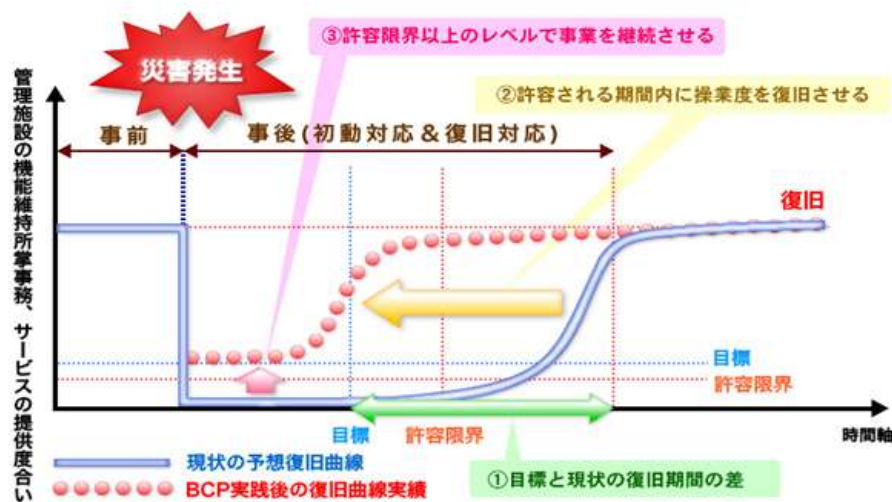 ③許容限界以上のレベルで事業を継続させる
災害発生
②許容される期間内に操業度を復旧させる
事前
事後(初動対応&復旧対応)
復旧
管理施設の機能維持所掌事務、サービスの提供度合い
目標
許容限界
目標
許容限界
時間軸
現状の予想復旧曲線
BCP実践後の復旧曲線実績
①目標と現状の復旧期間の差